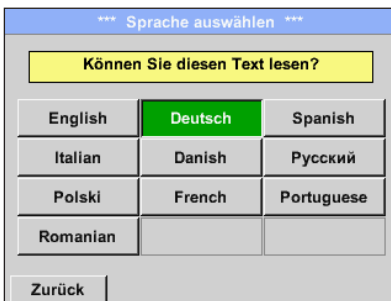 *** Sprache auswählen ***
Können Sie diesen Text lesen?
English Deutsch Spanish
Italian Danish Русский
Polski French Portuguese
Romanian
Zurück